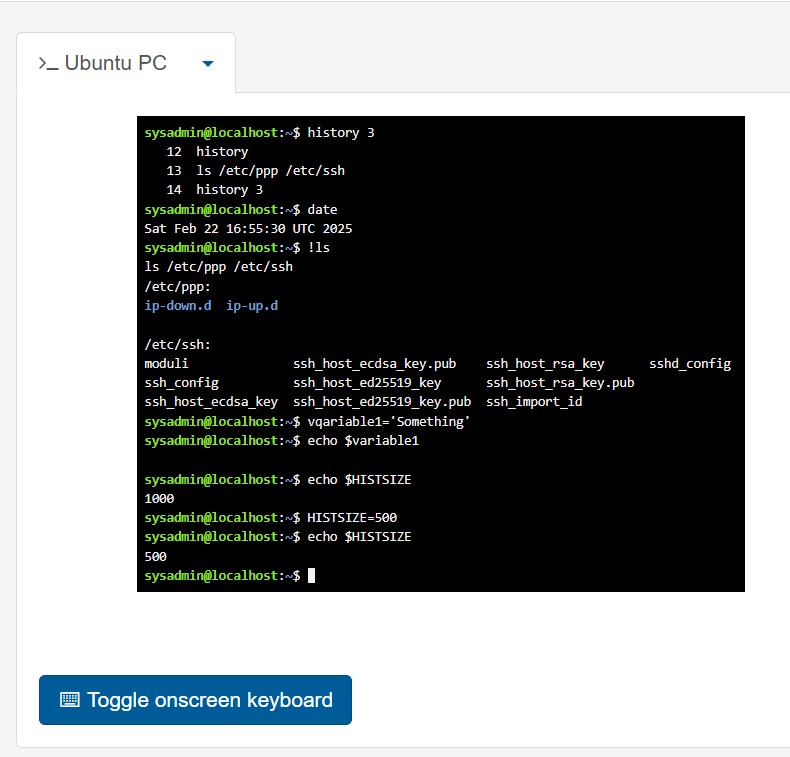 >_ Ubuntu PC
sysadmin@localhost:~$ history 3
   12  history
   13  ls /etc/ppp /etc/ssh
   14  history 3
sysadmin@localhost:~$ date
Sat Feb 22 16:55:30 UTC 2025
sysadmin@localhost:~$ !ls
ls /etc/ppp /etc/ssh
/etc/ppp:
ip-down.d  ip-up.d

/etc/ssh:
moduli              ssh_host_ecdsa_key.pub    ssh_host_rsa_key      sshd_config
ssh_config          ssh_host_ed25519_key      ssh_host_rsa_key.pub
ssh_host_ecdsa_key  ssh_host_ed25519_key.pub  ssh_import_id
sysadmin@localhost:~$ vqariable1='Something'
sysadmin@localhost:~$ echo $variable1

sysadmin@localhost:~$ echo $HISTSIZE
1000
sysadmin@localhost:~$ HISTSIZE=500
sysadmin@localhost:~$ echo $HISTSIZE
500
sysadmin@localhost:~$
Toggle onscreen keyboard